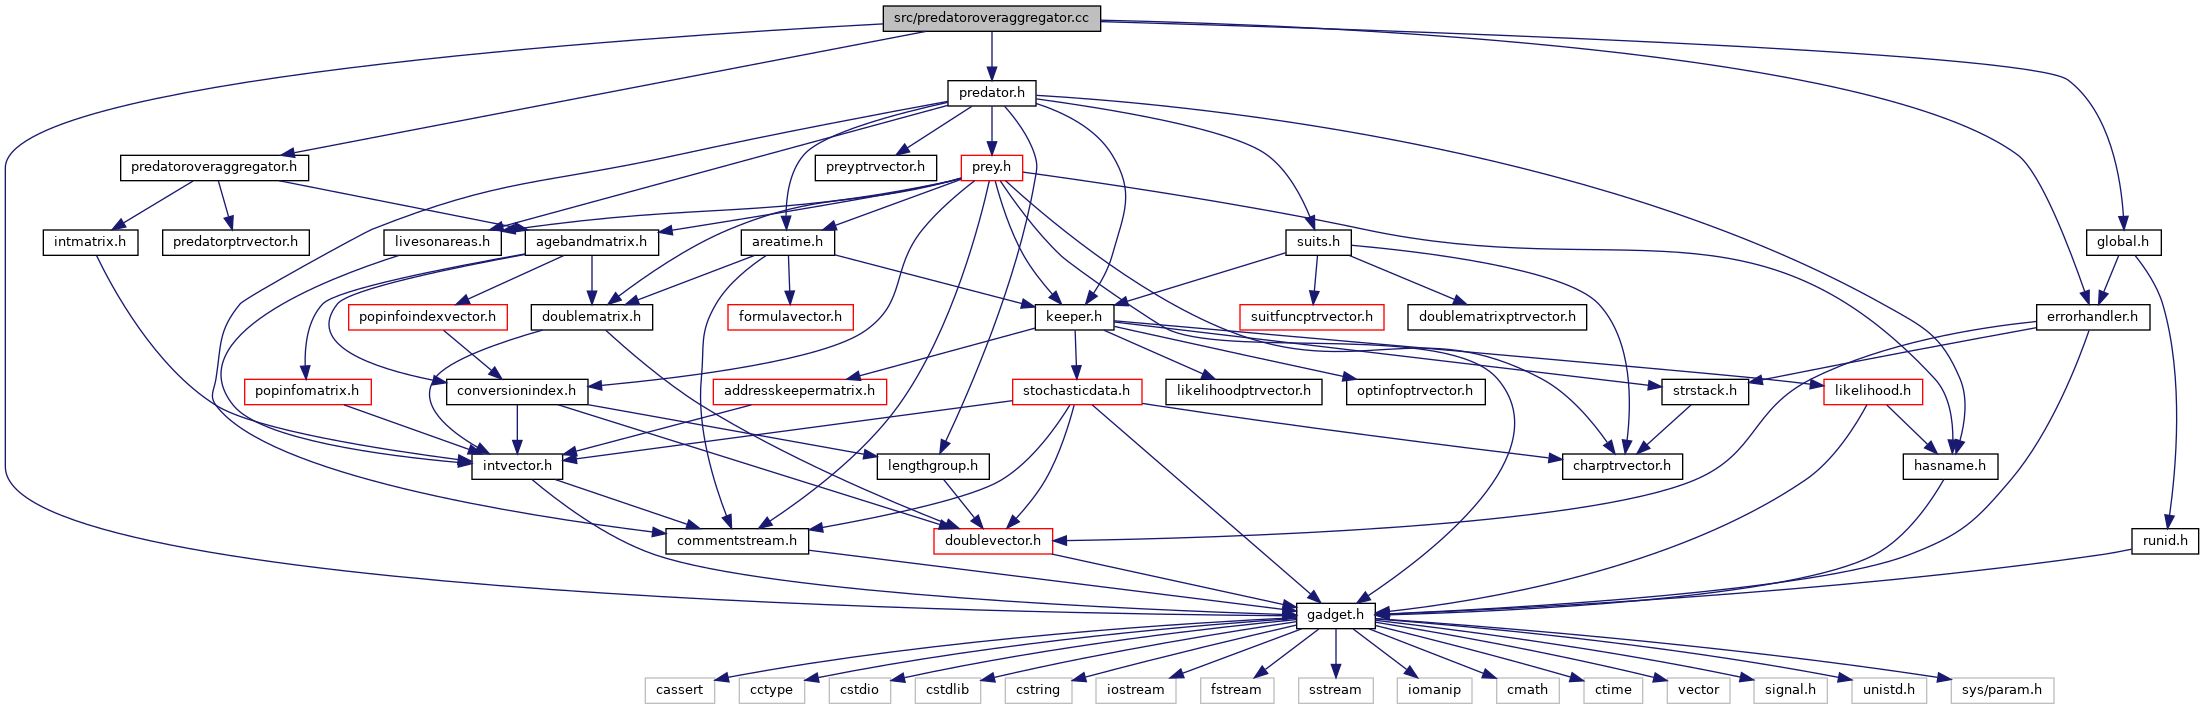 src/predatoroveraggregator.cc
predator.h
predatoroveraggregator.h
preyptrvector.h
prey.h
intmatrix.h
predatorptrvector.h
livesonareas.h
agebandmatrix.h
areatime.h
suits.h
global.h
popinfoindexvector.h
doublematrix.h
formulavector.h
keeper.h
suitfuncptrvector.h
doublematrixptrvector.h
errorhandler.h
popinfomatrix.h
conversionindex.h
addresskeepermatrix.h
stochasticdata.h
likelihoodptrvector.h
optinfoptrvector.h
strstack.h
likelihood.h
intvector.h
lengthgroup.h
charptrvector.h
hasname.h
commentstream.h
doublevector.h
runid.h
gadget.h
cassert
cctype
cstdio
cstdlib
cstring
iostream
fstream
sstream
iomanip
cmath
ctime
vector
signal.h
unistd.h
sys/param.h